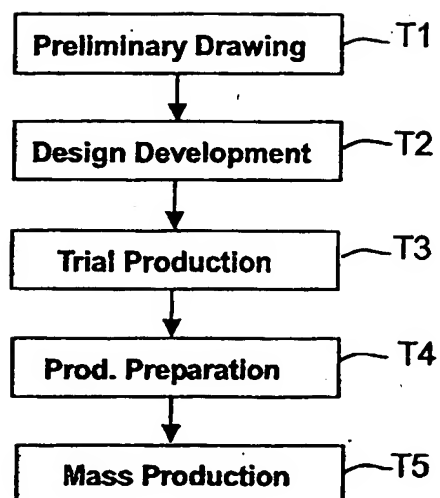 Preliminary Drawing T1
Design Development T2
Trial Production T3
Prod. Preparation T4
Mass Production T5